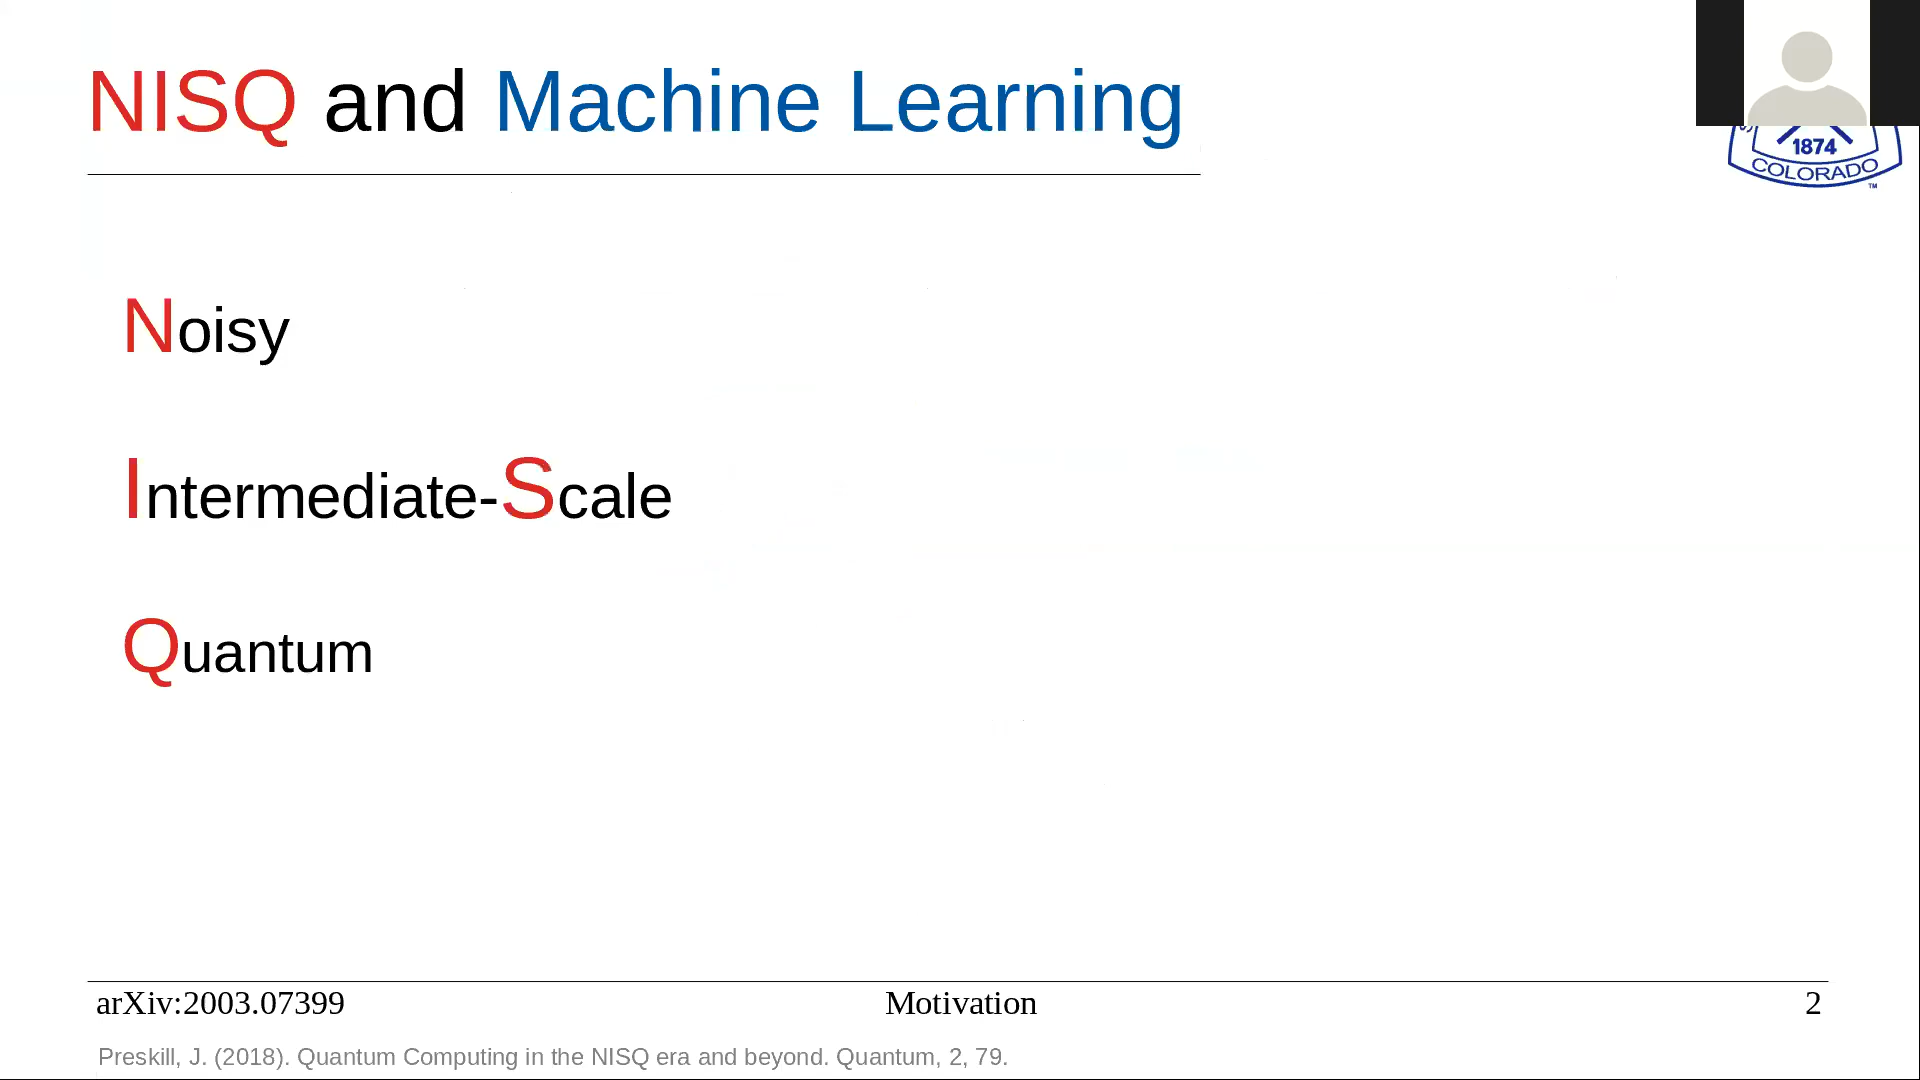 NISQ and Machine Learning
1874
COLORADO
TM
Noisy
Intermediate-Scale
Quantum
arXiv:2003.07399 Motivation 2
Preskill, J. (2018). Quantum Computing in the NISQ era and beyond. Quantum, 2, 79.